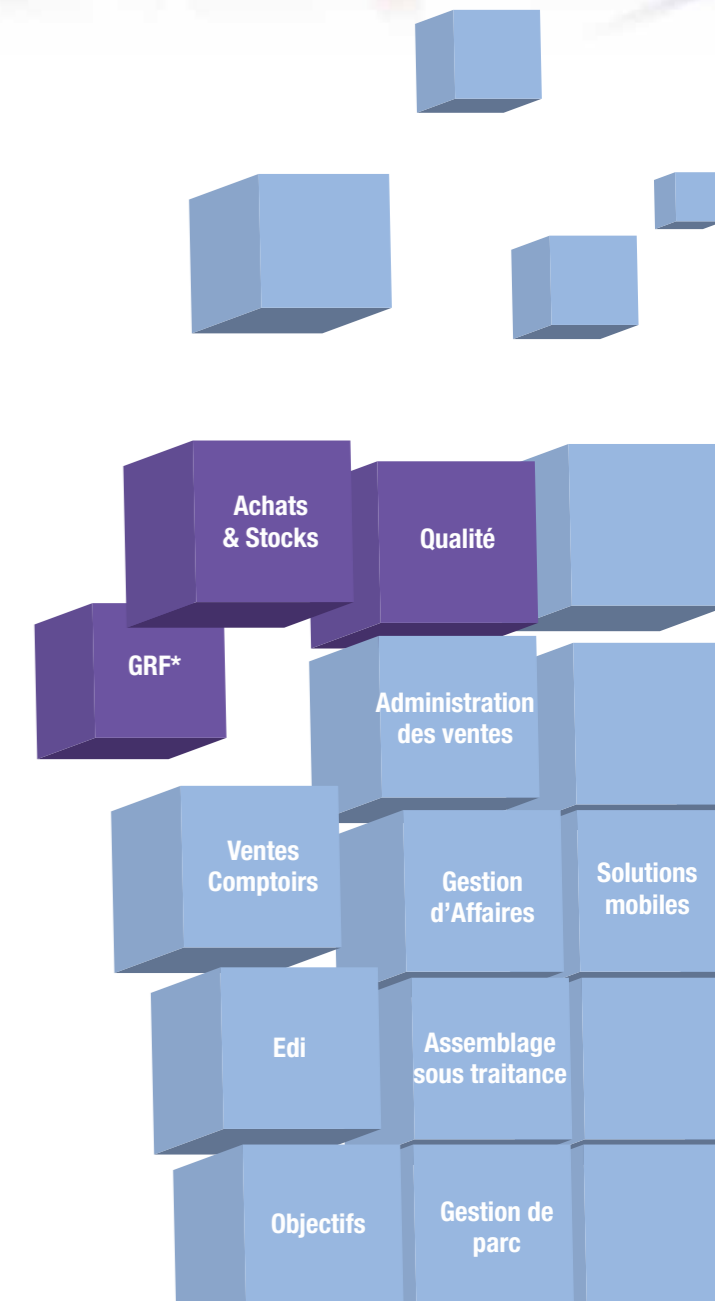 Achats
& Stocks
Qualité
GRF*
Administration
des ventes
Ventes
Comptoirs
Gestion
d’Affaires
Solutions
mobiles
Edi
Assemblage
sous traitance
Objectifs
Gestion de
parc